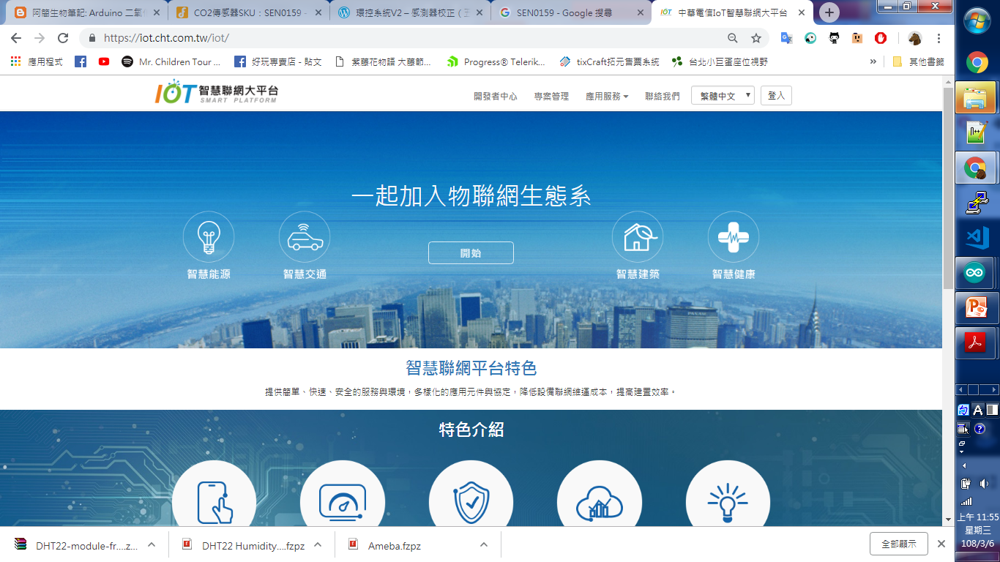 阿簡生物筆記: Arduino 二氧
CO2傳感器SKU：SEN0159 -
環控系統V2 – 感測器校正（
SEN0159 - Google 搜尋
中華電信IoT智慧聯網大平台
https://iot.cht.com.tw/iot/
應用程式
Mr. Children Tour ...
好玩專賣店 - 貼文
紫藤花物語 大藤節...
Progress® Telerik...
tixCraft拓元售票系統
台北小巨蛋座位視野
»
其他書籤
IOT 智慧聯網大平台
SMART PLATFORM
開發者中心
專案管理
應用服務
聯絡我們
繁體中文
登入
一起加入物聯網生態系
智慧能源
智慧交通
開始
智慧建築
智慧健康
智慧聯網平台特色
提供簡單、快速、安全的服務與環境，多樣化的應用元件與協定，降低設備聯網維運成本，提高建置效率。
特色介紹
DHT22-module-fr....z...
DHT22 Humidity....fzpz
Ameba.fzpz
全部顯示
上午 11:55
星期三
108/3/6